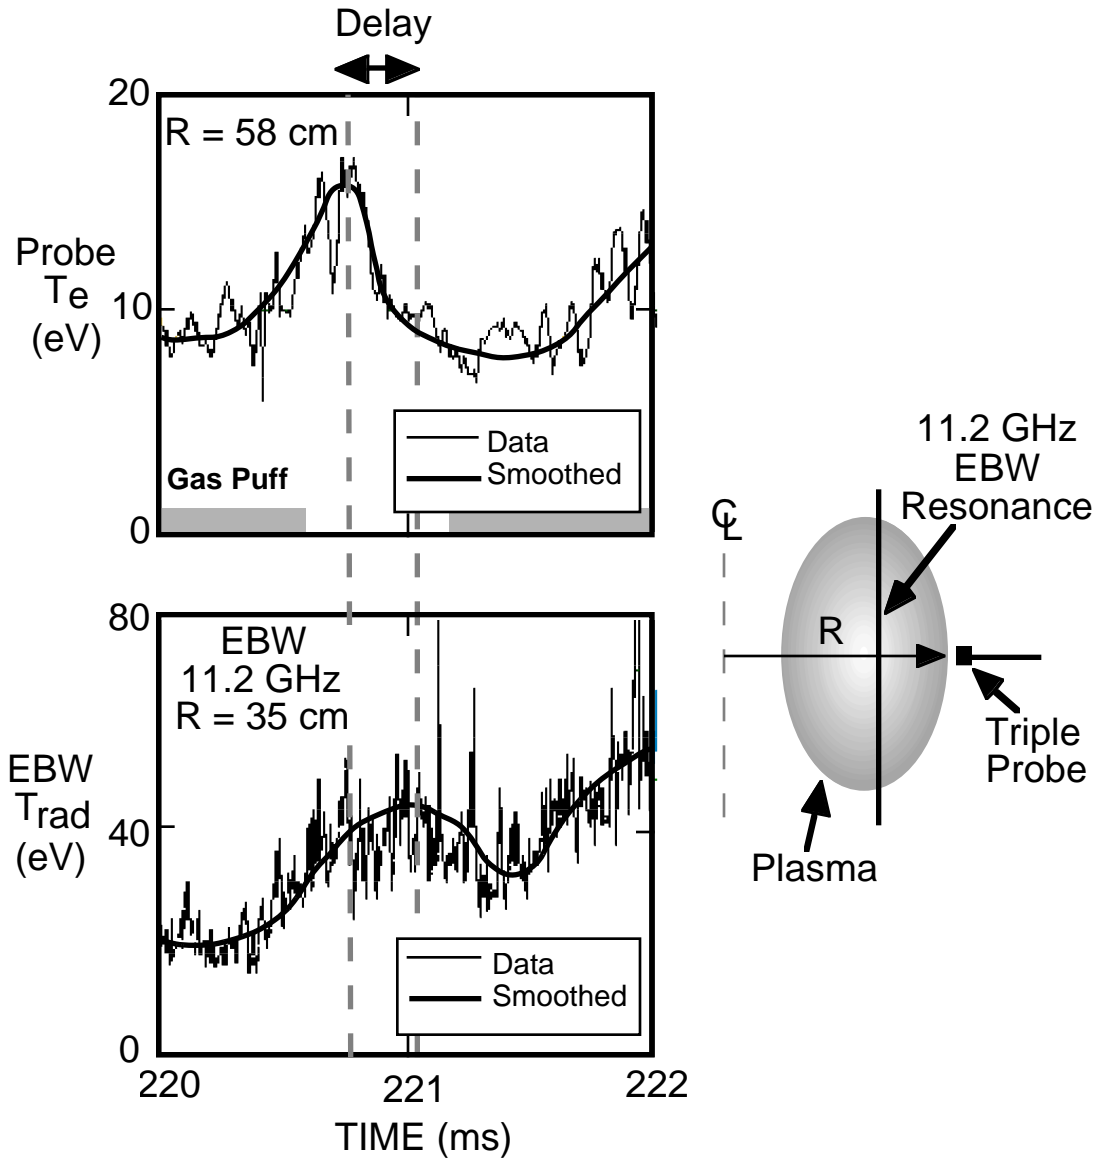 Delay
20
R = 58 cm
Probe
Te
(eV)
10
Data
Smoothed
Gas Puff
0
80
EBW
11.2 GHz
R = 35 cm
EBW
Trad
(eV)
40
Data
Smoothed
0
220
221
222
TIME (ms)
11.2 GHz
EBW
Resonance
CL
R
Triple
Probe
Plasma